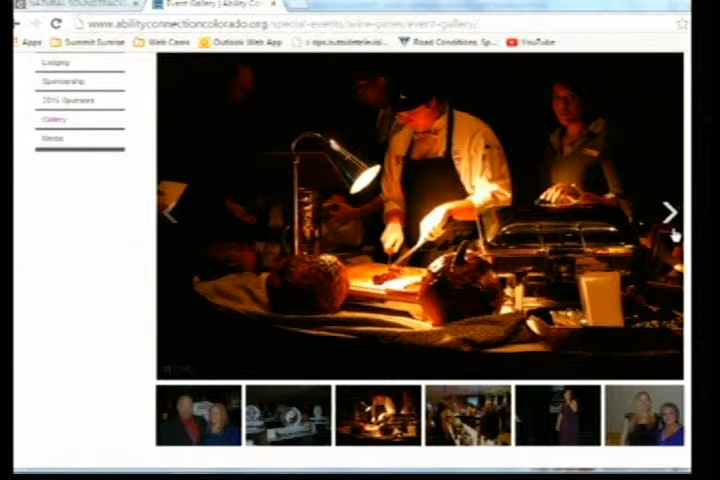 Event Gallery | Ability Co
www.abilityconnectioncolorado.org/special-events/wine-pines/event-gallery/
Apps Summit Sunrise Web Cams Outlook Web App Road Conditions, Sp... YouTube
Lodging
Sponsorship
2015 Sponsors
Gallery
Media